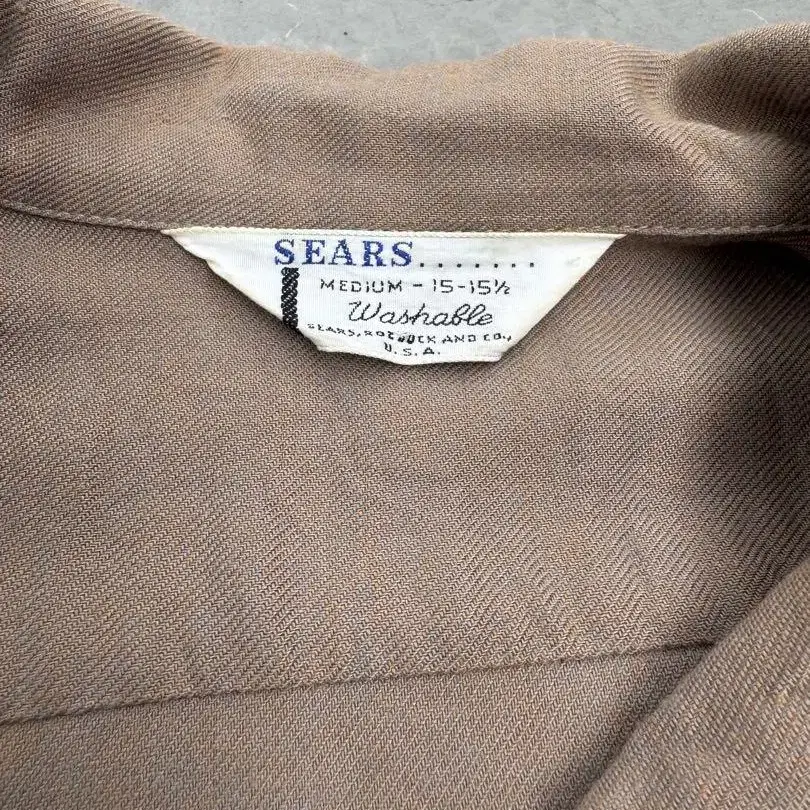 SEARS.......
MEDIUM - 15-15½
Washable
SEARS, ROEBUCK AND CO.,
U.S.A.